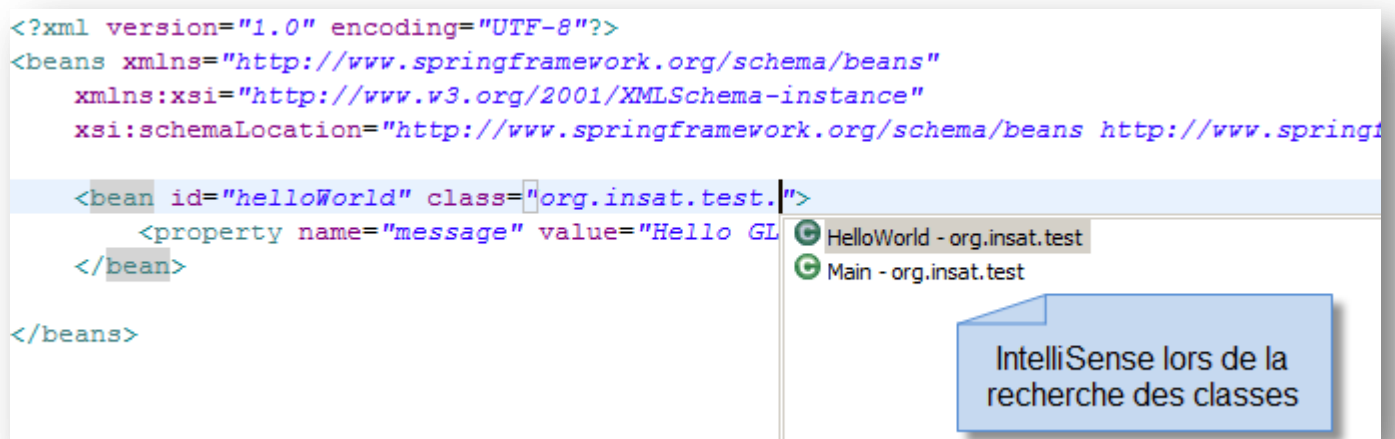 <?xml version="1.0" encoding="UTF-8"?>
<beans xmlns="http://www.springframework.org/schema/beans"
xmlns:xsi="http://www.w3.org/2001/XMLSchema-instance"
xsi:schemaLocation="http://www.springframework.org/schema/beans http://www.springf
<bean id="helloWorld" class="org.insat.test.">
<property name="message" value="Hello GL
HelloWorld - org.insat.test
</bean>
Main - org.insat.test
</beans>
IntelliSense lors de la
recherche des classes